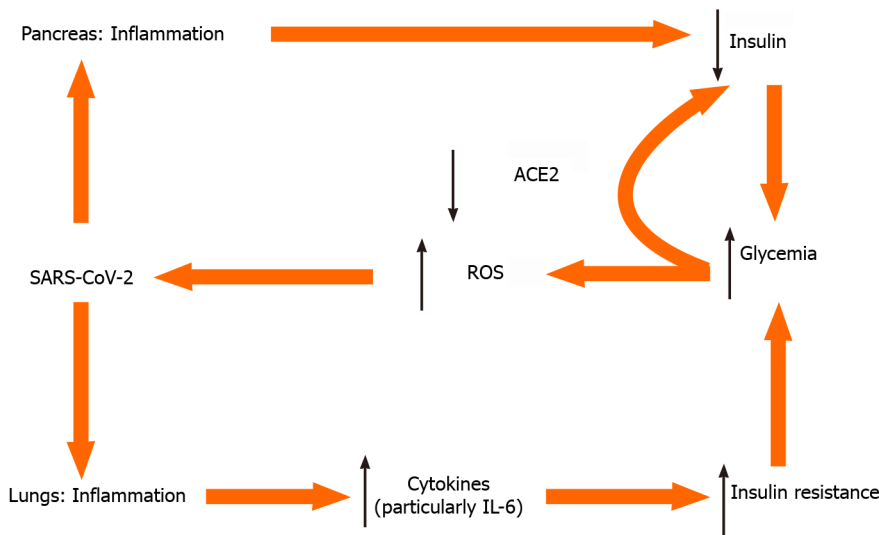 Pancreas: Inflammation
Insulin
ACE2
Glycemia
ROS
SARS-CoV-2
Lungs: Inflammation
Cytokines
(particularly IL-6)
Insulin resistance